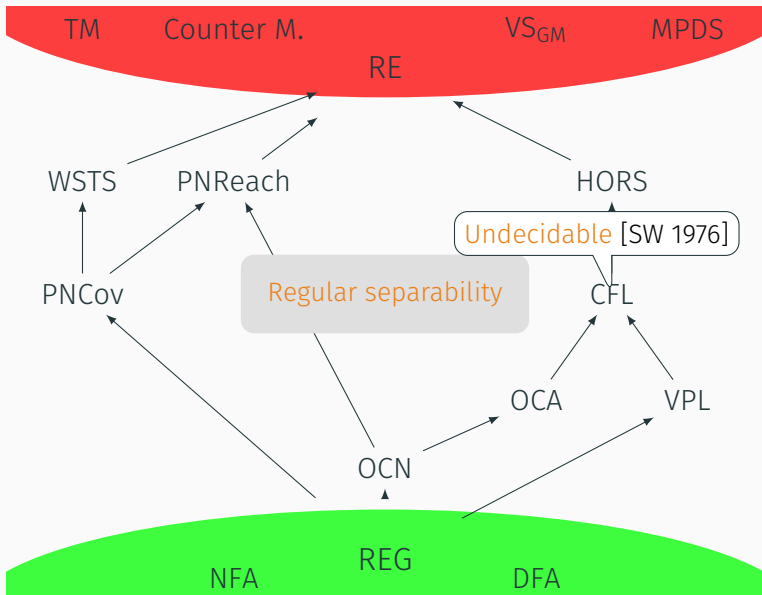 TM Counter M. VS_GM MPDS
RE
WSTS PNReach HORS
Undecidable [SW 1976]
PNCov Regular separability CFL
OCA VPL
OCN
REG
NFA DFA